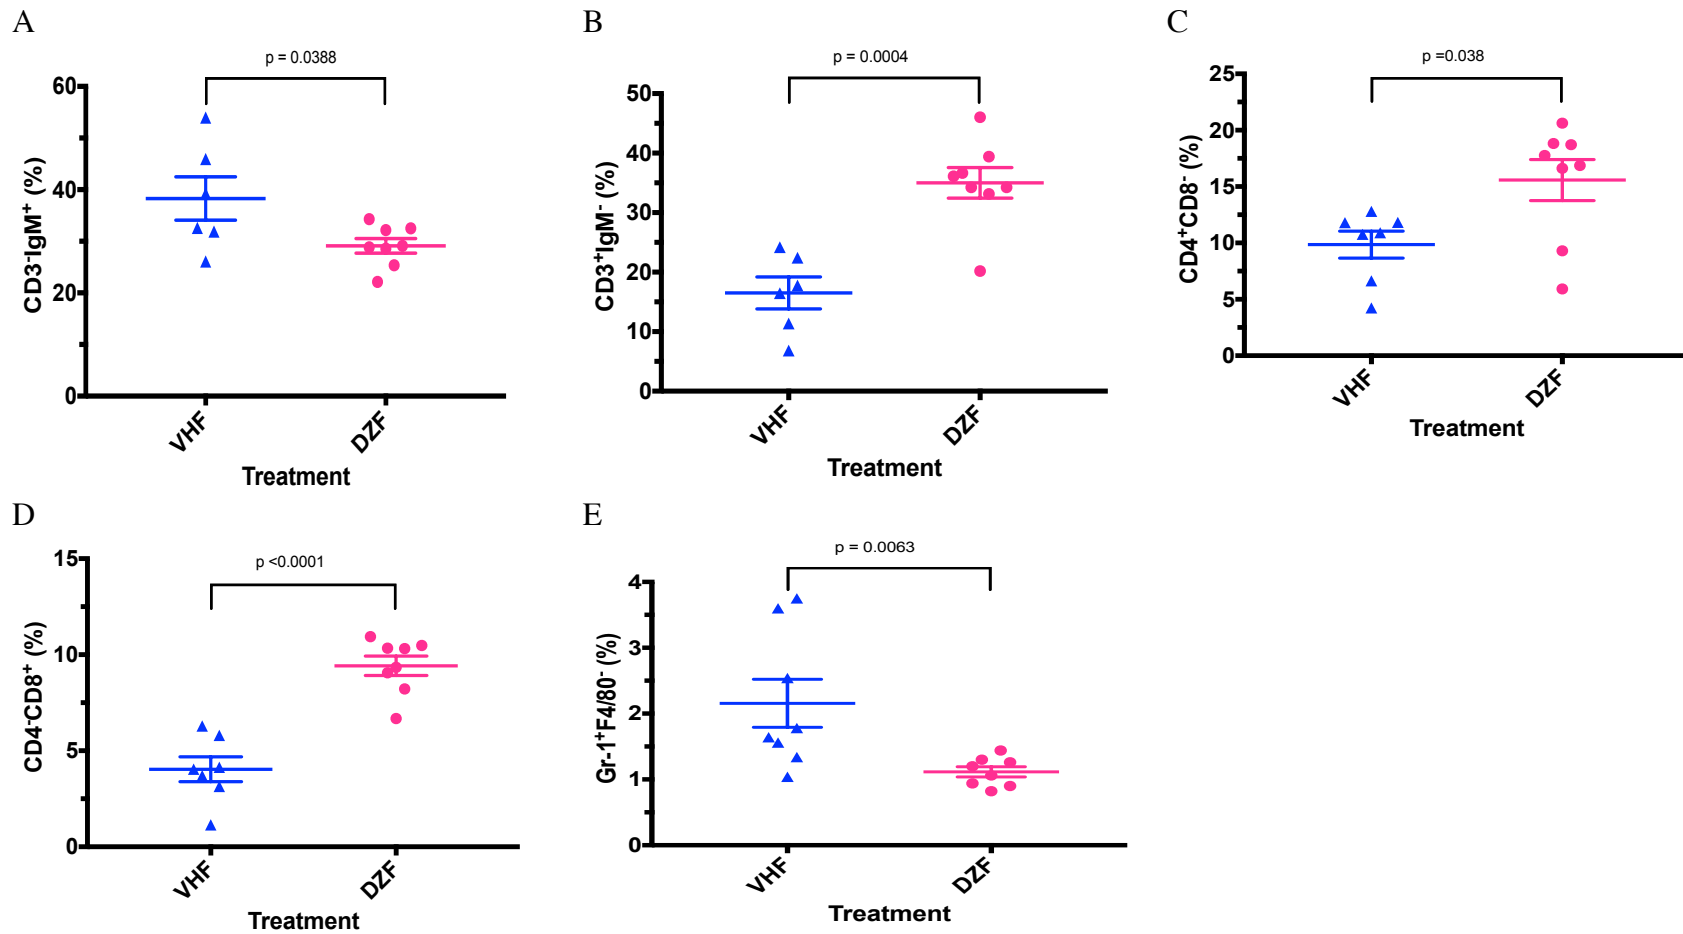 A
p = 0.0388
60
40
20
0
CD3⁻IgM⁺ (%)
VHF
DZF
Treatment
B
p = 0.0004
50
40
30
20
10
0
CD3⁺IgM⁻ (%)
VHF
DZF
Treatment
C
p =0.038
25
20
15
10
5
0
CD4⁺CD8⁻ (%)
VHF
DZF
Treatment
D
p <0.0001
15
10
5
0
CD4⁻CD8⁺ (%)
VHF
DZF
Treatment
E
p = 0.0063
4
3
2
1
0
Gr-1⁺F4/80⁻ (%)
VHF
DZF
Treatment